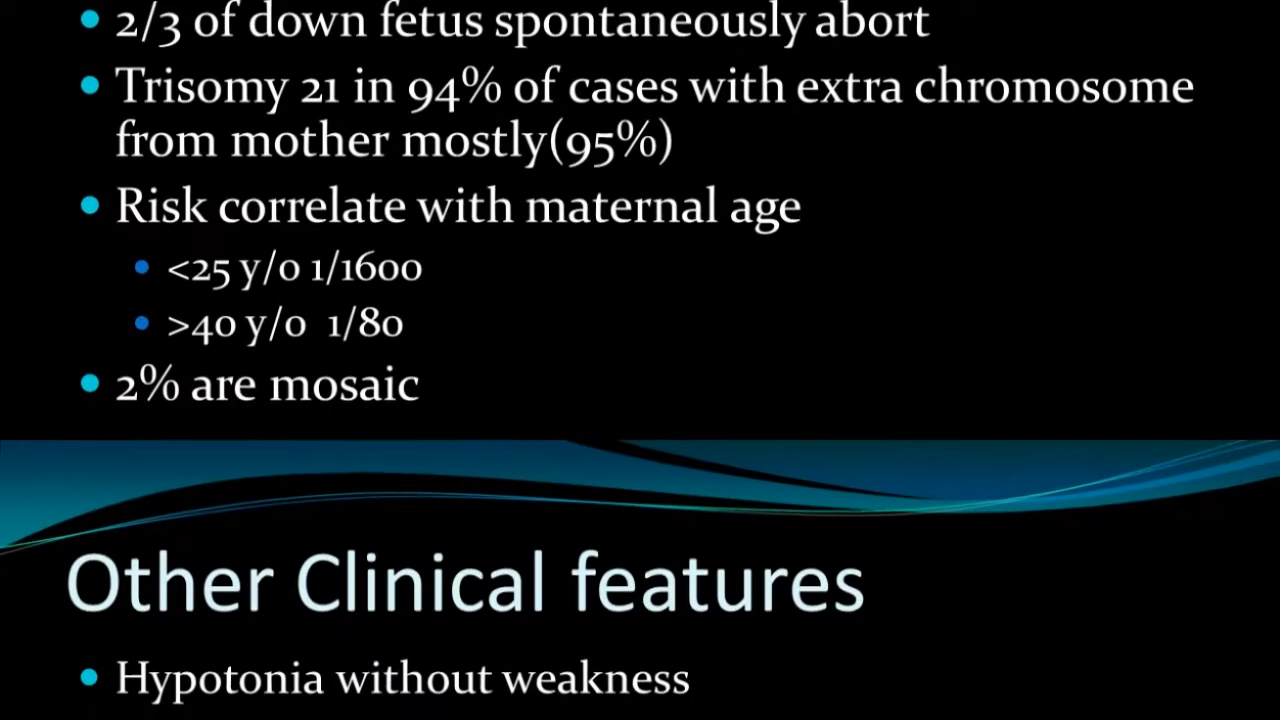 • 2/3 of down fetus spontaneously abort
• Trisomy 21 in 94% of cases with extra chromosome
from mother mostly(95%)
• Risk correlate with maternal age
• <25 y/o 1/1600
• >40 y/o 1/80
• 2% are mosaic
Other Clinical features
• Hypotonia without weakness